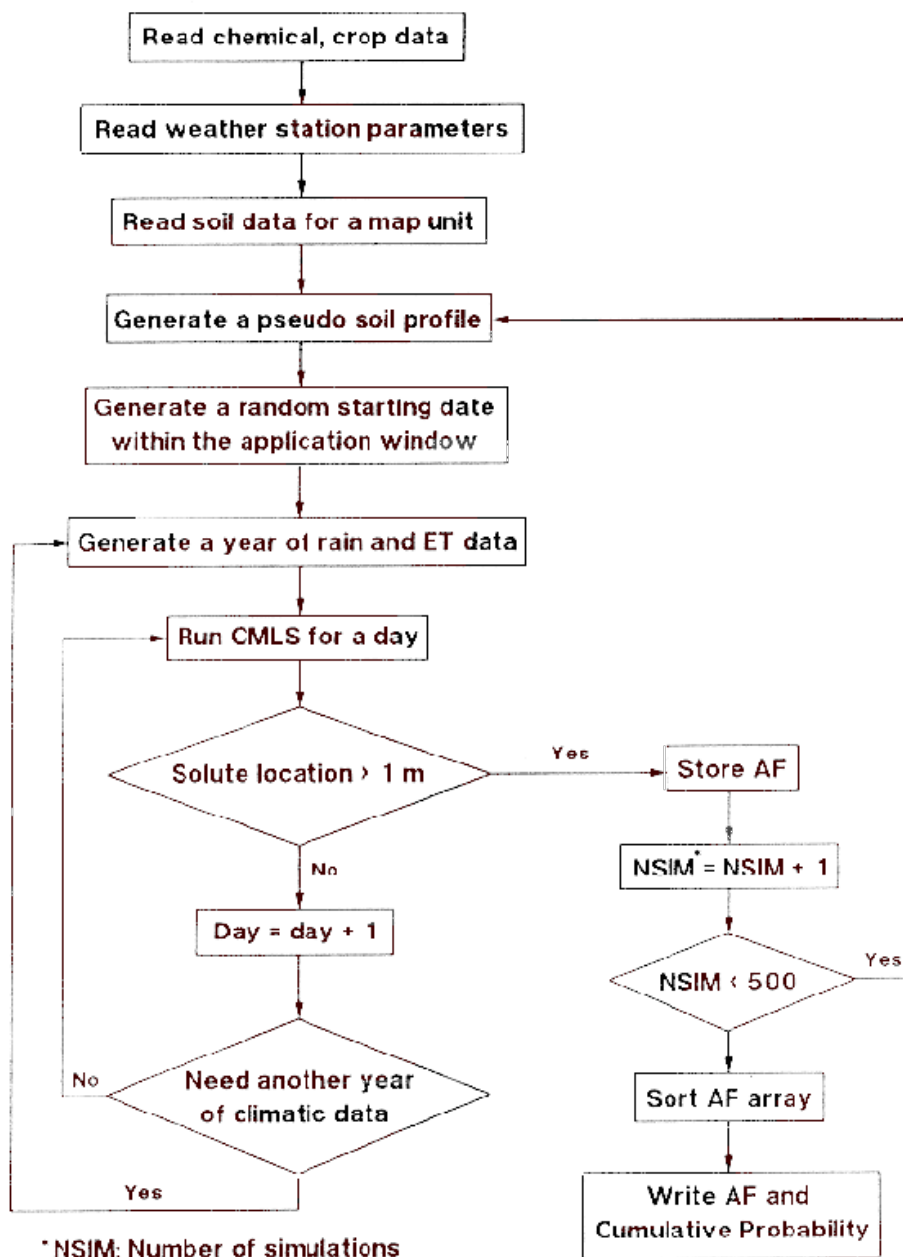 Read chemical, crop data
Read weather station parameters
Read soil data for a map unit
Generate a pseudo soil profile
Generate a random starting date
within the application window
Generate a year of rain and ET data
Run CMLS for a day
Solute location > 1 m
Yes
Store AF
No
NSIM* = NSIM + 1
Day = day + 1
NSIM < 500
Yes
Need another year
of climatic data
No
Sort AF array
Yes
Write AF and
Cumulative Probability
*NSIM: Number of simulations